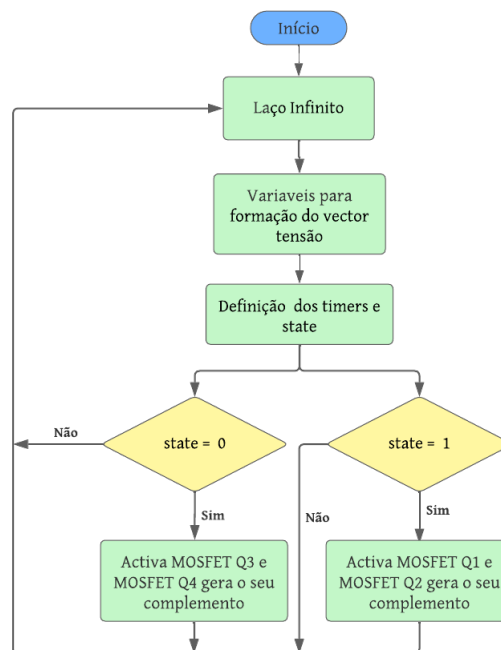 Início
Laço Infinito
Variaveis para
formação do vector
tensão
Definição dos timers e
state
state = 0
state = 1
Não
Sim
Não
Sim
Activa MOSFET Q3 e
MOSFET Q4 gera o seu
complemento
Activa MOSFET Q1 e
MOSFET Q2 gera o seu
complemento